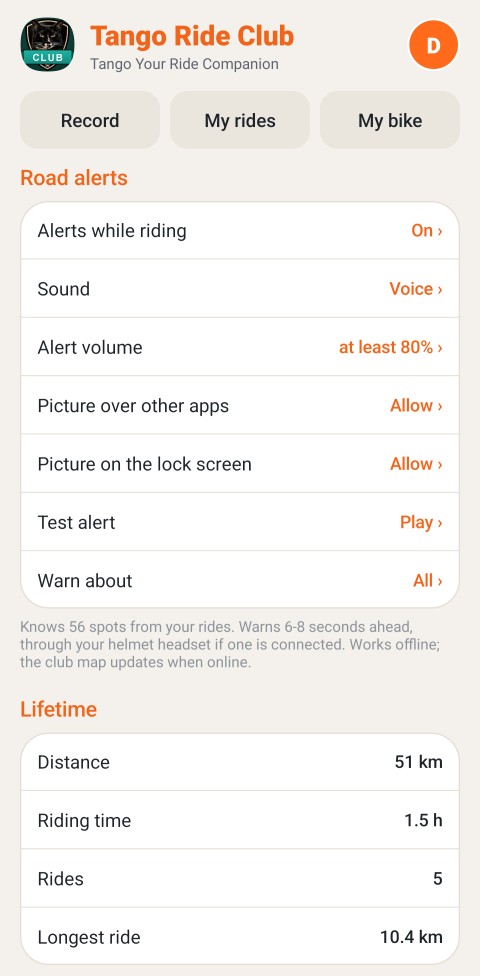 CLUB
Tango Ride Club
Tango Your Ride Companion
D
Record
My rides
My bike
Road alerts
Alerts while riding On ›
Sound Voice ›
Alert volume at least 80% ›
Picture over other apps Allow ›
Picture on the lock screen Allow ›
Test alert Play ›
Warn about All ›
Knows 56 spots from your rides. Warns 6-8 seconds ahead,
through your helmet headset if one is connected. Works offline;
the club map updates when online.
Lifetime
Distance 51 km
Riding time 1.5 h
Rides 5
Longest ride 10.4 km